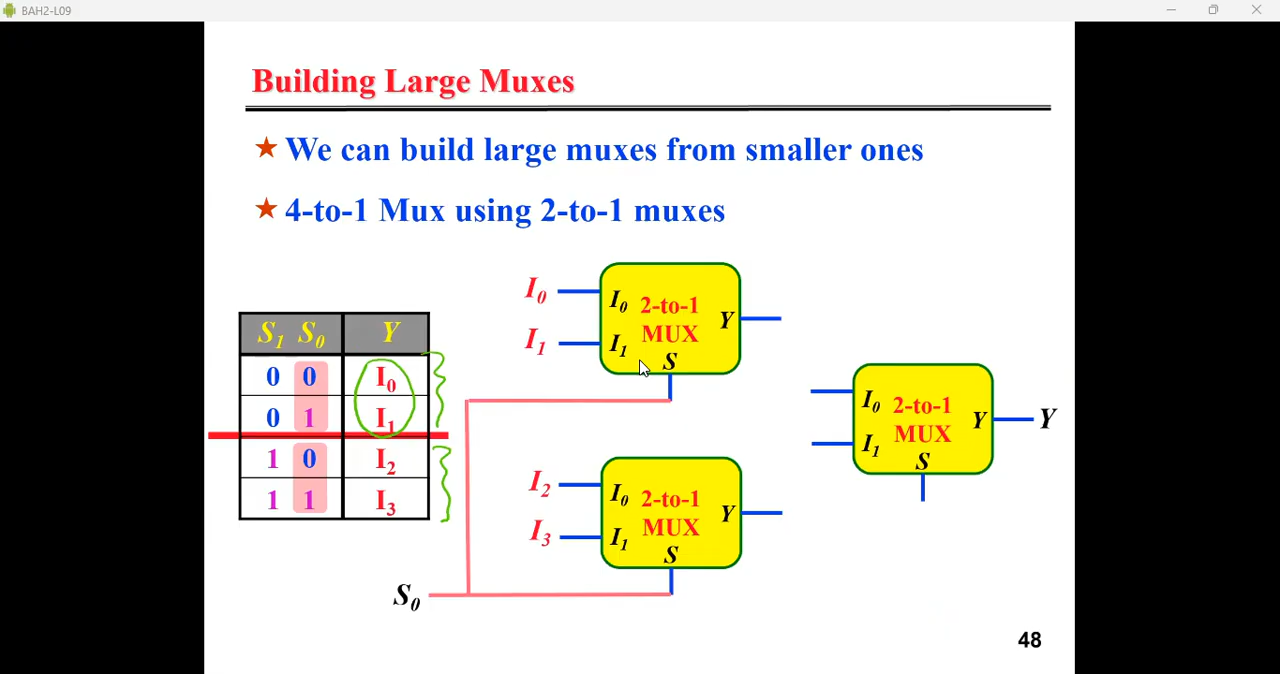 BAH2-L09
Building Large Muxes
★ We can build large muxes from smaller ones
★ 4-to-1 Mux using 2-to-1 muxes
S1 S0 Y
0 0 I0
0 1 I1
1 0 I2
1 1 I3
I0
I1
I0 2-to-1
MUX
I1
S
Y
I2
I3
I0 2-to-1
MUX
I1
S
Y
S0
I0 2-to-1
MUX
I1
S
Y
Y
48